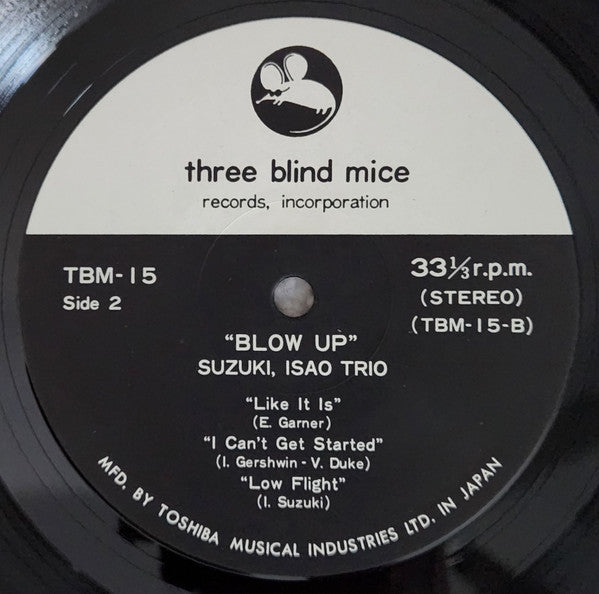 three blind mice
records, incorporation
TBM-15
Side 2
33⅓ r.p.m.
(STEREO)
(TBM-15-B)
"BLOW UP"
SUZUKI, ISAO TRIO
"Like It Is"
(E. Garner)
"I Can't Get Started"
(I. Gershwin - V. Duke)
"Low Flight"
(I. Suzuki)
MFD. BY TOSHIBA MUSICAL INDUSTRIES LTD. IN JAPAN